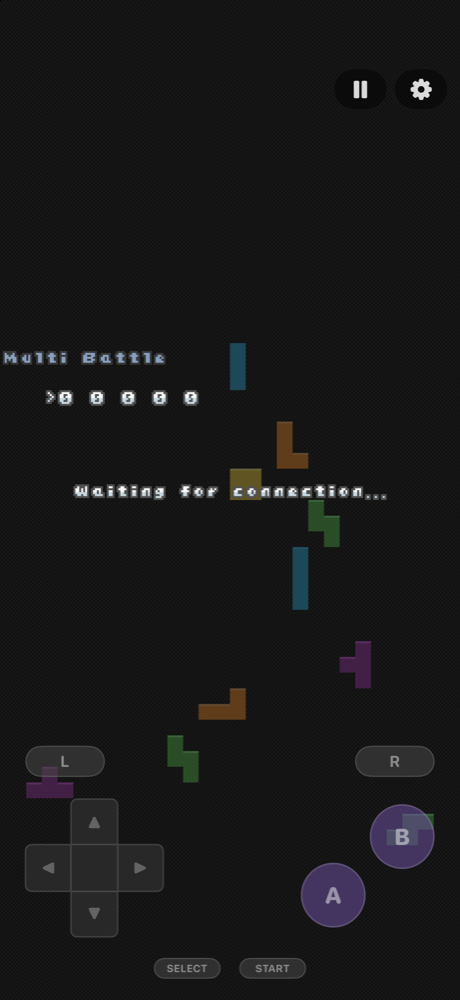 Multi Battle
>0 0 0 0 0
Waiting for connection...
L
R
B
A
SELECT
START